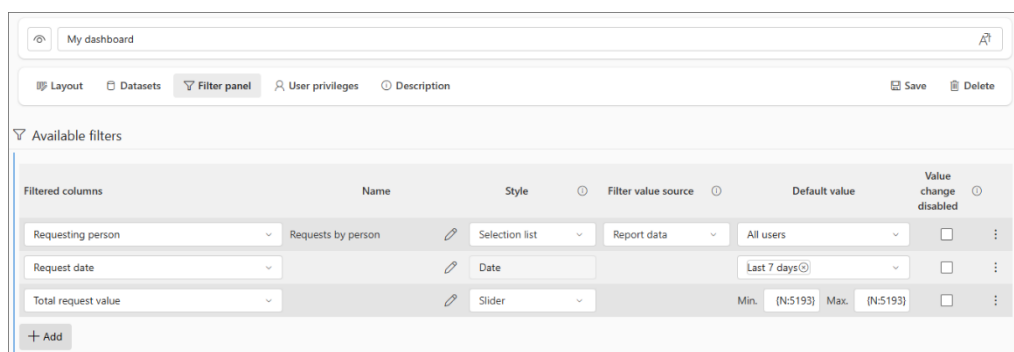 My dashboard
Layout Datasets Filter panel User privileges Description Save Delete
Available filters
Filtered columns Name Style Filter value source Default value Value change disabled
Requesting person Requests by person Selection list Report data All users
Request date Date Last 7 days
Total request value Slider Min. {N:5193} Max. {N:5193}
Add